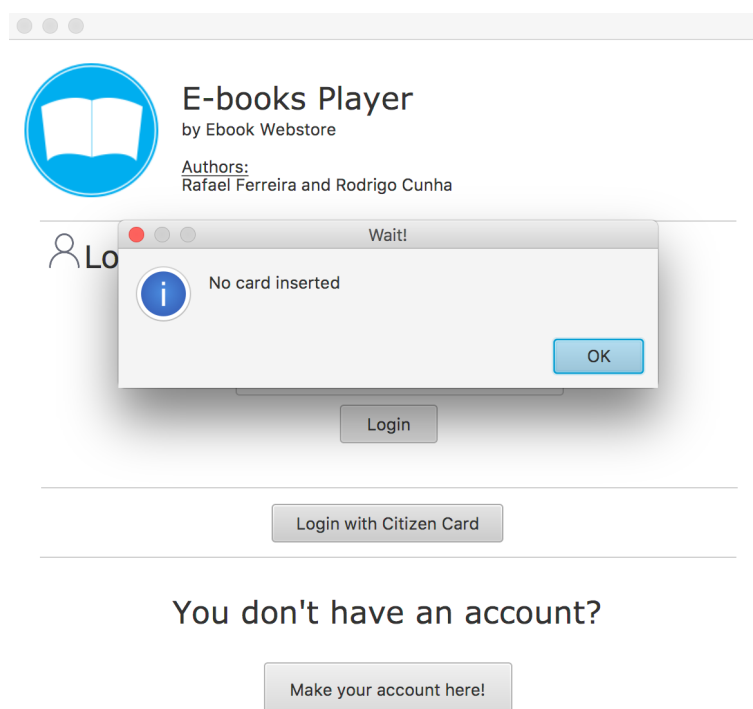 E-books Player
by Ebook Webstore
Authors:
Rafael Ferreira and Rodrigo Cunha
Wait!
Lo
i
No card inserted
OK
Login
Login with Citizen Card
You don't have an account?
Make your account here!